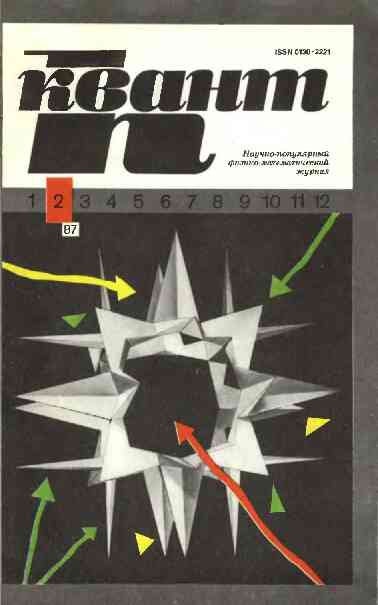 ISSN 0130-2221
квант
Научно-популярный
физико-математический
журнал
1 2 3 4 5 6 7 8 9 10 11 12
87